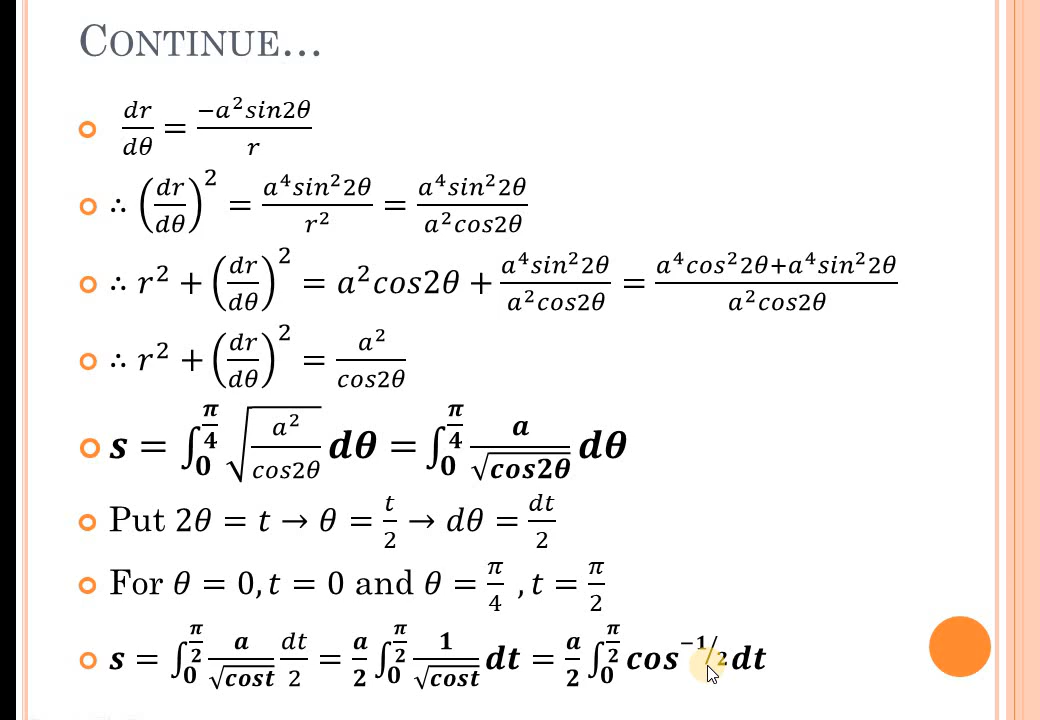 CONTINUE…
dr/dθ = −a²sin2θ/r
∴ (dr/dθ)² = a⁴sin²2θ/r² = a⁴sin²2θ/a²cos2θ
∴ r² + (dr/dθ)² = a²cos2θ + a⁴sin²2θ/a²cos2θ = (a⁴cos²2θ+a⁴sin²2θ)/a²cos2θ
∴ r² + (dr/dθ)² = a²/cos2θ
s = ∫₀^(π/4) √(a²/cos2θ) dθ = ∫₀^(π/4) a/√(cos2θ) dθ
Put 2θ = t → θ = t/2 → dθ = dt/2
For θ = 0, t = 0 and θ = π/4 , t = π/2
s = ∫₀^(π/2) a/√(cost) dt/2 = a/2 ∫₀^(π/2) 1/√(cost) dt = a/2 ∫₀^(π/2) cos^(−1/2) dt